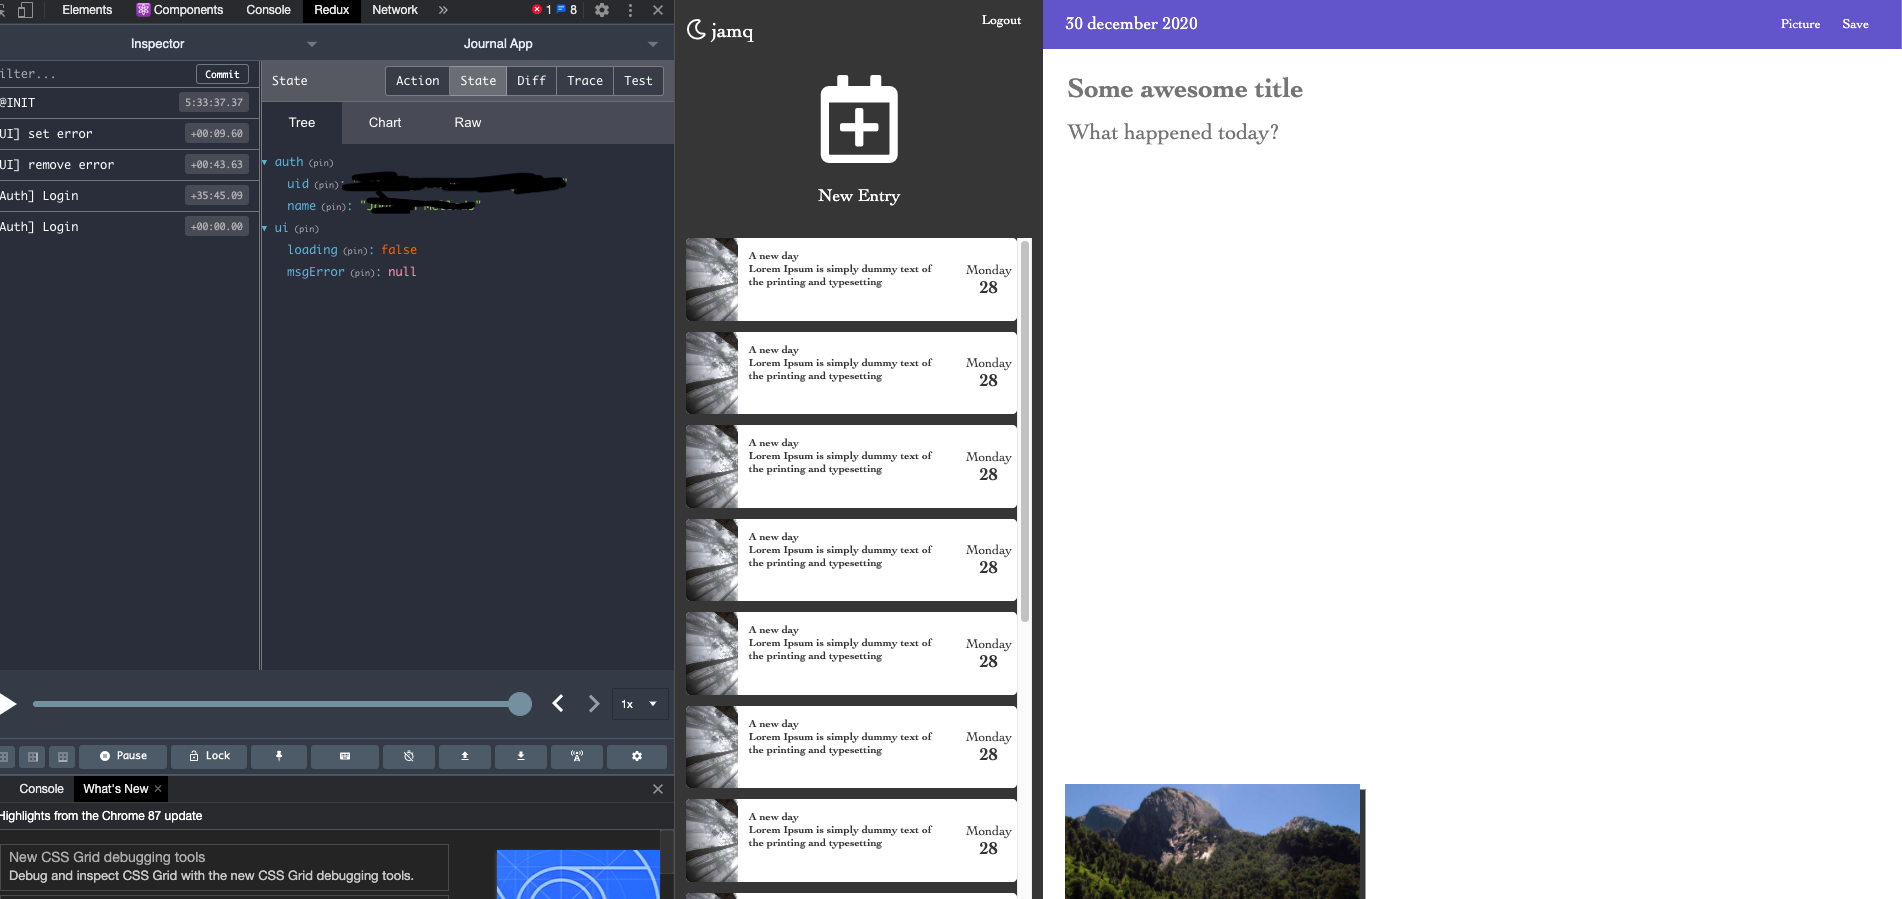 Elements Components Console Redux Network » 1 8
Inspector Journal App
ilter... Commit
@INIT 5:33:37.37
UI] set error +00:09.60
UI] remove error +00:43.63
Auth] Login +35:45.09
Auth] Login +00:00.00
State Action State Diff Trace Test
Tree Chart Raw
auth (pin)
uid (pin):
name (pin): " "
ui (pin)
loading (pin): false
msgError (pin): null
1x
Pause Lock
Console What's New ×
Highlights from the Chrome 87 update
New CSS Grid debugging tools
Debug and inspect CSS Grid with the new CSS Grid debugging tools.
jamq Logout
New Entry
A new day
Lorem Ipsum is simply dummy text of
the printing and typesetting
Monday
28
A new day
Lorem Ipsum is simply dummy text of
the printing and typesetting
Monday
28
A new day
Lorem Ipsum is simply dummy text of
the printing and typesetting
Monday
28
A new day
Lorem Ipsum is simply dummy text of
the printing and typesetting
Monday
28
A new day
Lorem Ipsum is simply dummy text of
the printing and typesetting
Monday
28
A new day
Lorem Ipsum is simply dummy text of
the printing and typesetting
Monday
28
A new day
Lorem Ipsum is simply dummy text of
the printing and typesetting
Monday
28
30 december 2020 Picture Save
Some awesome title
What happened today?